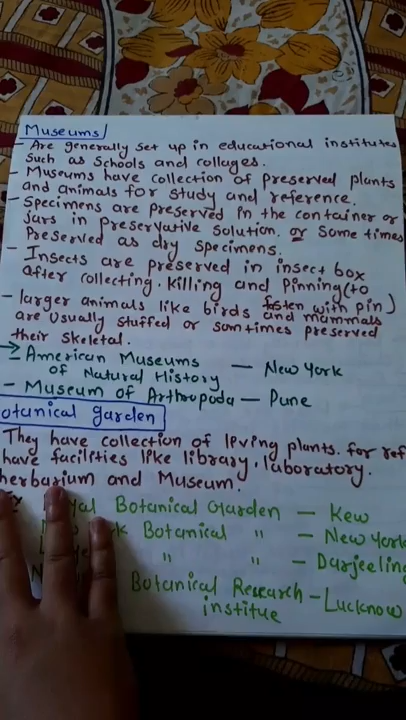 Museums
- Are generally set up in educational institutes
such as Schools and collages.
- Museums have collection of preserved plants
and animals for study and reference.
- Specimens are preserved in the container or
jars in preservative solution. or Some times
preserved as dry specimens.
- Insects are preserved in insect box
after collecting. Killing and Pinning (to
fasten with pin)
- larger animals like birds and mammals
are usually stuffed or somtimes preserved
their skeletal.
→ - American Museums
of Natural History — New York
- Museum of Arthropoda — Pune
otanical garden
They have collection of living plants. for ref
have facilities like library, laboratory.
herbarium and Museum.
yal Botanical Garden — Kew
k Botanical " — New York
" " — Darjeeling
Botanical Research — Lucknow
institue